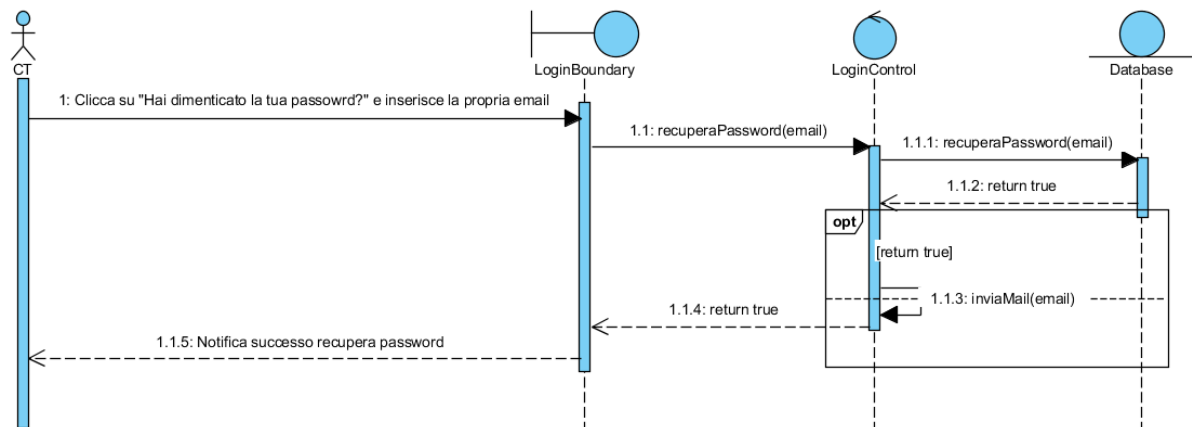 CT
LoginBoundary
LoginControl
Database
1: Clicca su "Hai dimenticato la tua passowrd?" e inserisce la propria email
1.1: recuperaPassword(email)
1.1.1: recuperaPassword(email)
1.1.2: return true
opt
[return true]
1.1.3: inviaMail(email)
1.1.4: return true
1.1.5: Notifica successo recupera password